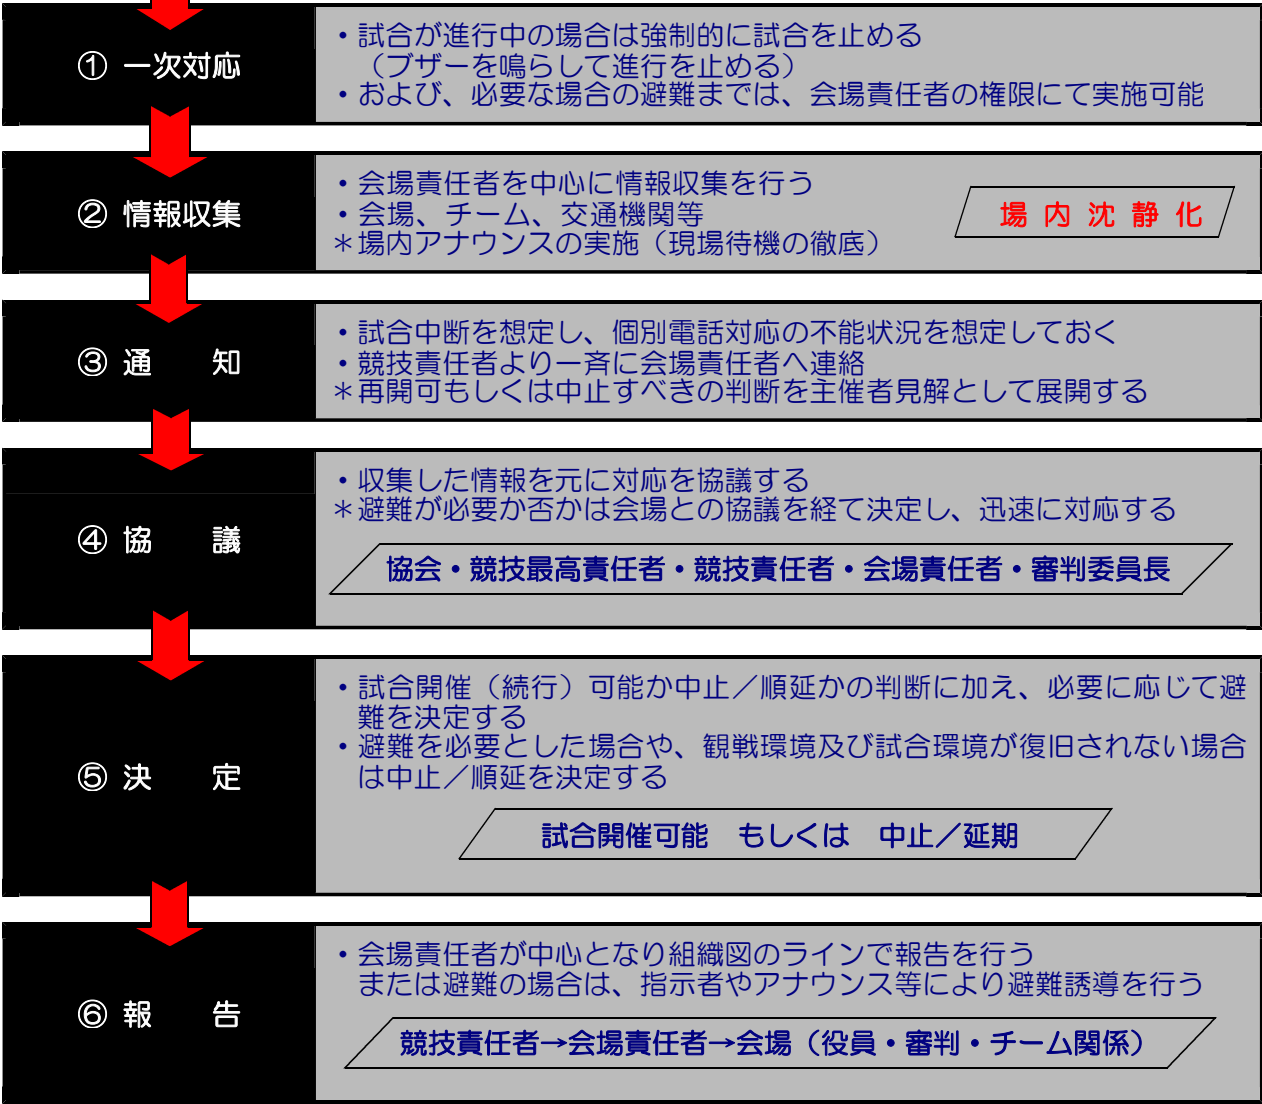 ① 一次対応
・試合が進行中の場合は強制的に試合を止める
（ブザーを鳴らして進行を止める）
・および、必要な場合の避難までは、会場責任者の権限にて実施可能
② 情報収集
・会場責任者を中心に情報収集を行う
・会場、チーム、交通機関等
＊場内アナウンスの実施（現場待機の徹底）
場 内 沈 静 化
③ 通　　知
・試合中断を想定し、個別電話対応の不能状況を想定しておく
・競技責任者より一斉に会場責任者へ連絡
＊再開可もしくは中止すべきの判断を主催者見解として展開する
④ 協　　議
・収集した情報を元に対応を協議する
＊避難が必要か否かは会場との協議を経て決定し、迅速に対応する
協会・競技最高責任者・競技責任者・会場責任者・審判委員長
⑤ 決　　定
・試合開催（続行）可能か中止／順延かの判断に加え、必要に応じて避
難を決定する
・避難を必要とした場合や、観戦環境及び試合環境が復旧されない場合
は中止／順延を決定する
試合開催可能　もしくは　中止／延期
⑥ 報　　告
・会場責任者が中心となり組織図のラインで報告を行う
または避難の場合は、指示者やアナウンス等により避難誘導を行う
競技責任者→会場責任者→会場（役員・審判・チーム関係）